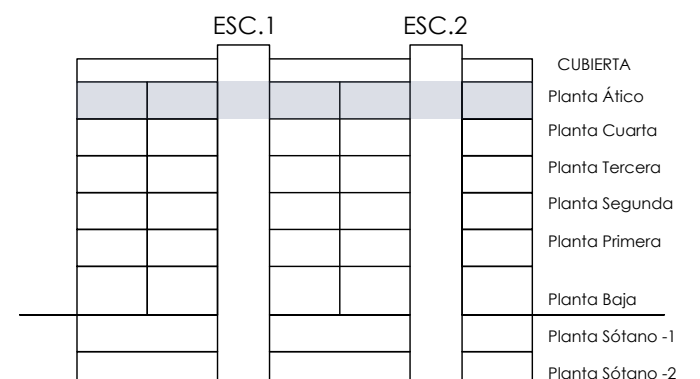 ESC.1 ESC.2
CUBIERTA
Planta Ático
Planta Cuarta
Planta Tercera
Planta Segunda
Planta Primera
Planta Baja
Planta Sótano -1
Planta Sótano -2